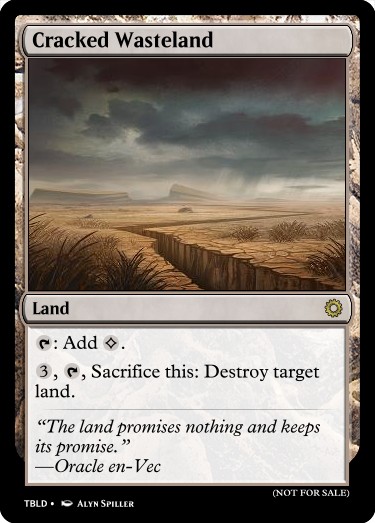 Cracked Wasteland
Land
: Add .
3, , Sacrifice this: Destroy target
land.
“The land promises nothing and keeps
its promise.”
—Oracle en-Vec
(NOT FOR SALE)
TBLD • ALYN SPILLER